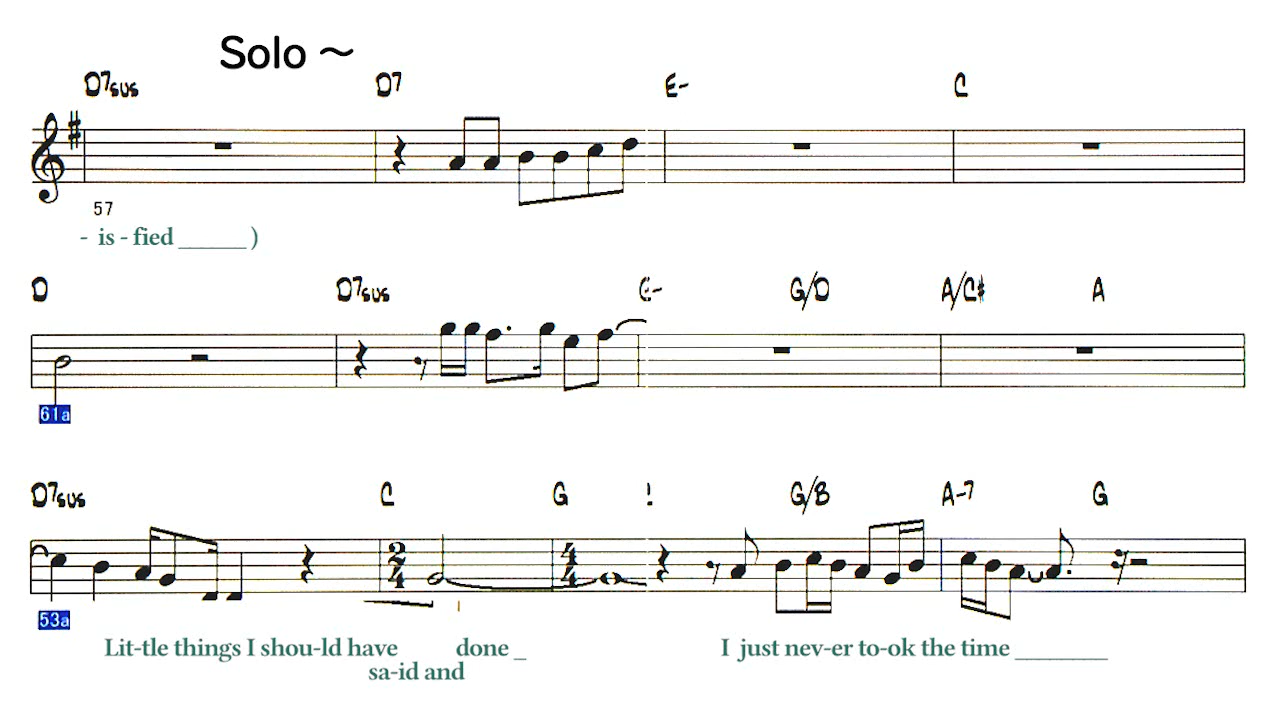 Solo ～
D7sus D7 E- C
57
- is - fied ______ )
D D7sus G/D A/C# A
61a
D7sus C G G/B A-7 G
2 4 4 4
53a
Lit-tle things I shou-ld have done _ I just nev-er to-ok the time ________
sa-id and